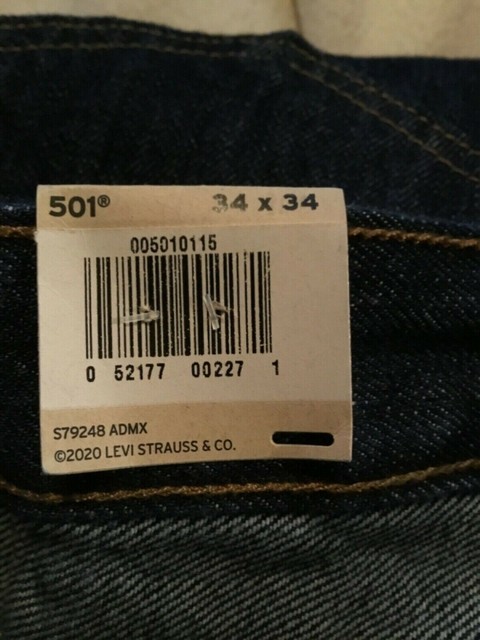 501® 34 x 34
005010115
0 52177 00227 1
S79248 ADMX
©2020 LEVI STRAUSS & CO.